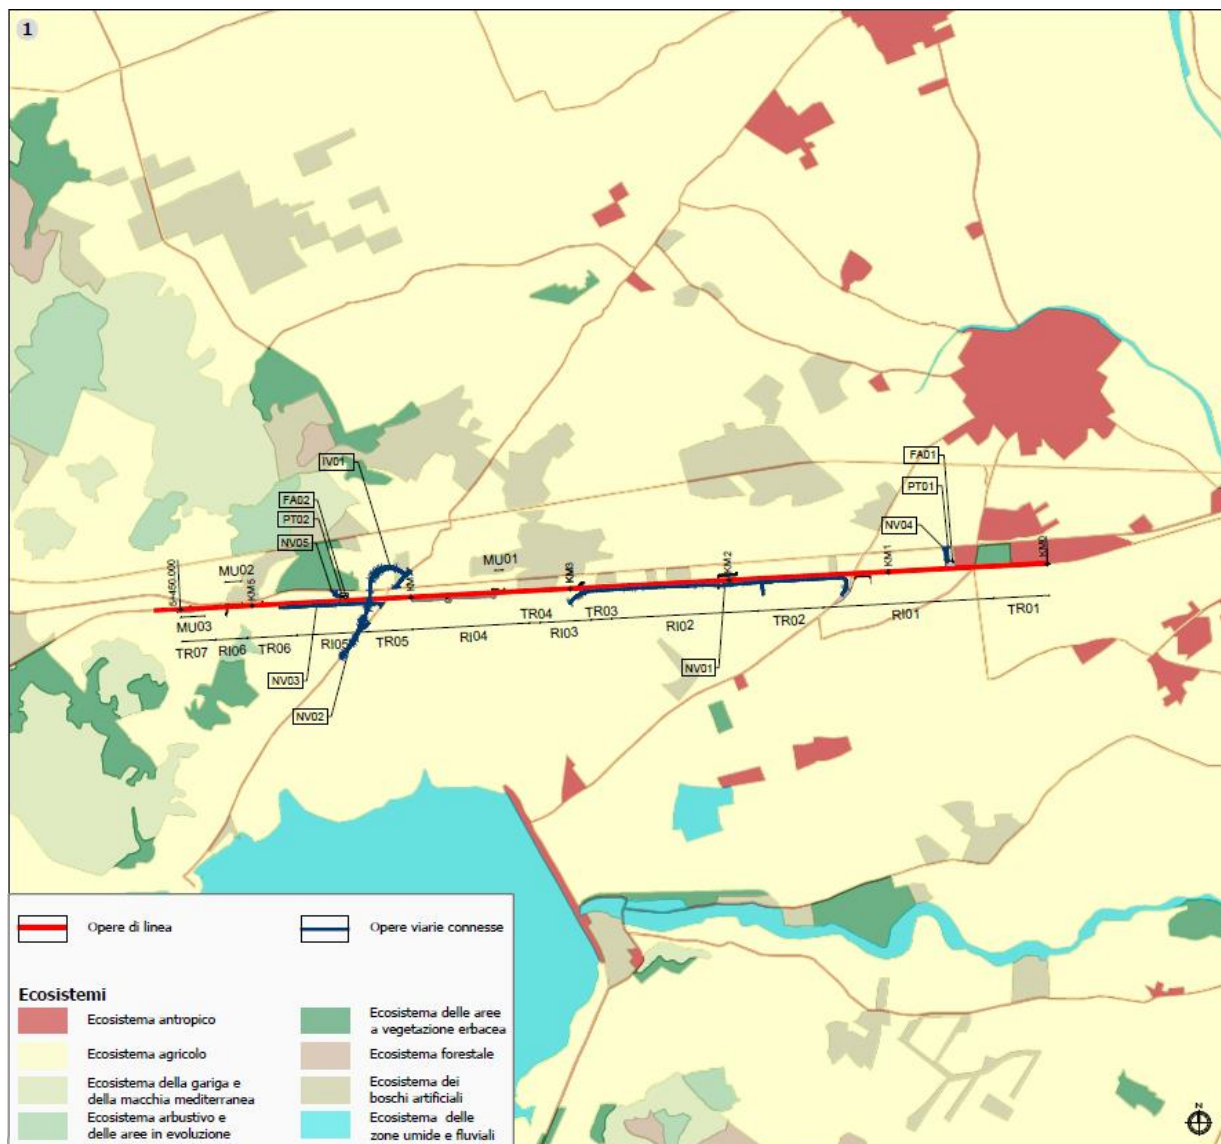 1
IV01
FA01
PT01
FA02
PT02
NV04
NV05
MU01
MU02
KM0
KM1
KM2
KM3
KM5
5+450.000
MU03
TR04
TR03
TR01
RI01
TR02
RI02
RI03
RI04
TR05
RI05
TR06
RI06
TR07
NV01
NV03
NV02
Opere di linea
Opere viarie connesse
Ecosistemi
Ecosistema antropico
Ecosistema delle aree
a vegetazione erbacea
Ecosistema agricolo
Ecosistema forestale
Ecosistema della gariga e
della macchia mediterranea
Ecosistema dei
boschi artificiali
Ecosistema arbustivo e
delle aree in evoluzione
Ecosistema delle
zone umide e fluviali
N